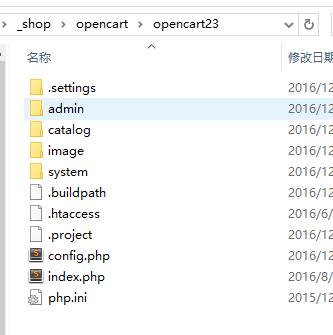 _shop > opencart > opencart23
名称 修改日期
.settings 2016/12
admin 2016/12
catalog 2016/12
image 2016/12
system 2016/12
.buildpath 2016/12
.htaccess 2016/6/
.project 2016/12
config.php 2016/12
index.php 2016/8/
php.ini 2015/12